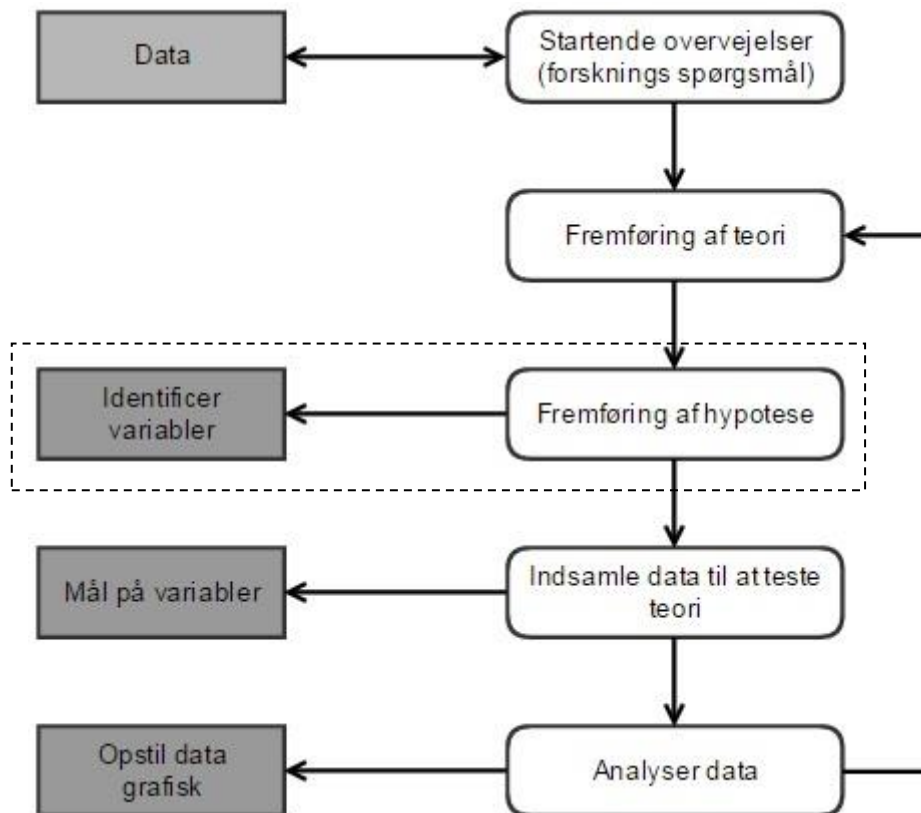 Data
Startende overvejelser
(forsknings spørgsmål)
Fremføring af teori
Identificer
variabler
Fremføring af hypotese
Mål på variabler
Indsamle data til at teste
teori
Opstil data
grafisk
Analyser data